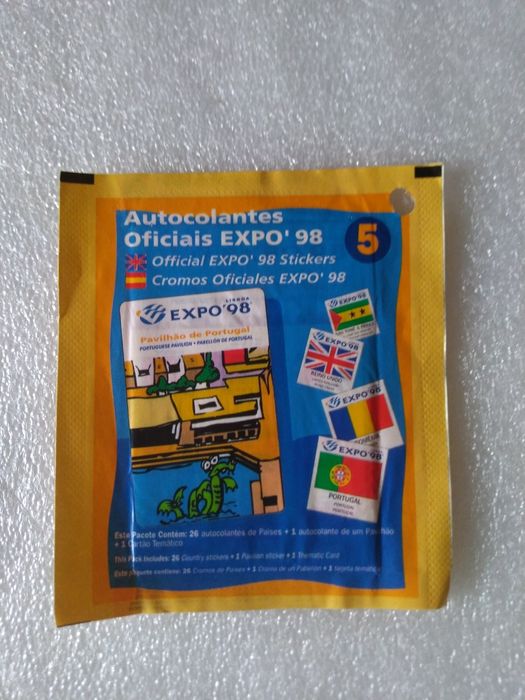 Autocolantes
Oficiais EXPO' 98
5
Official EXPO' 98 Stickers
Cromos Oficiales EXPO' 98
LISBOA
EXPO'98
Pavilhão de Portugal
PORTUGUESE PAVILION • PABELLÓN DE PORTUGAL
EXPO'98
EXPO'98
REINO UNIDO
EXPO'98
EXPO'98
PORTUGAL
PORTUGAL
PORTUGAL
Este Pacote Contém: 26 autocolantes de Países + 1 autocolante de um Pavilhão
+ 1 Cartão Temático
This Pack Includes: 26 Country stickers + 1 Pavilion sticker + 1 Thematic Card
Este paquete contiene: 26 Cromos de Países + 1 Cromo de un Pabellón + 1 tarjeta temática